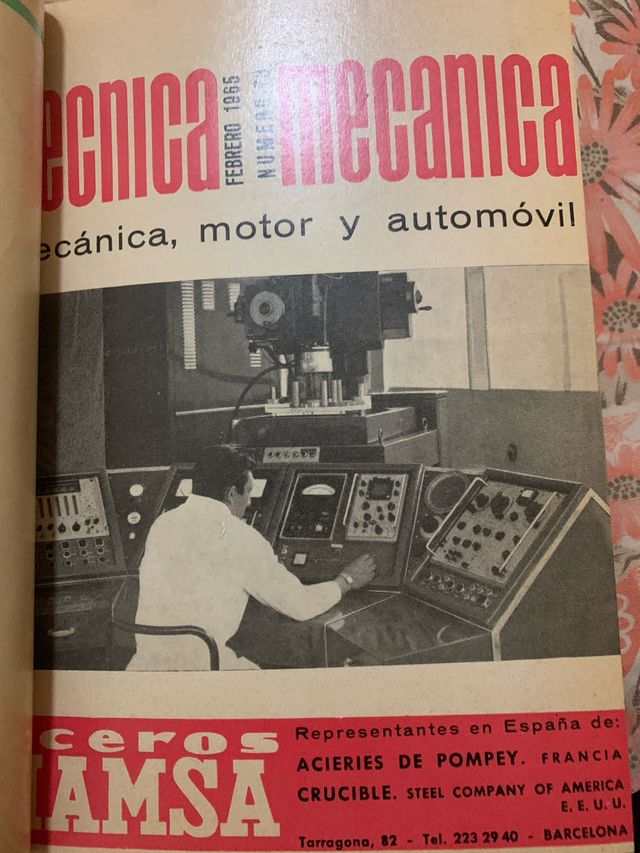 ecnica mecanica
FEBRERO 1965
NUMERO
ecánica, motor y automóvil
ceros
HAMSA
Representantes en España de:
ACIERIES DE POMPEY. FRANCIA
CRUCIBLE. STEEL COMPANY OF AMERICA
E. E. U. U.
Tarragona, 82 - Tel. 223 29 40 - BARCELONA